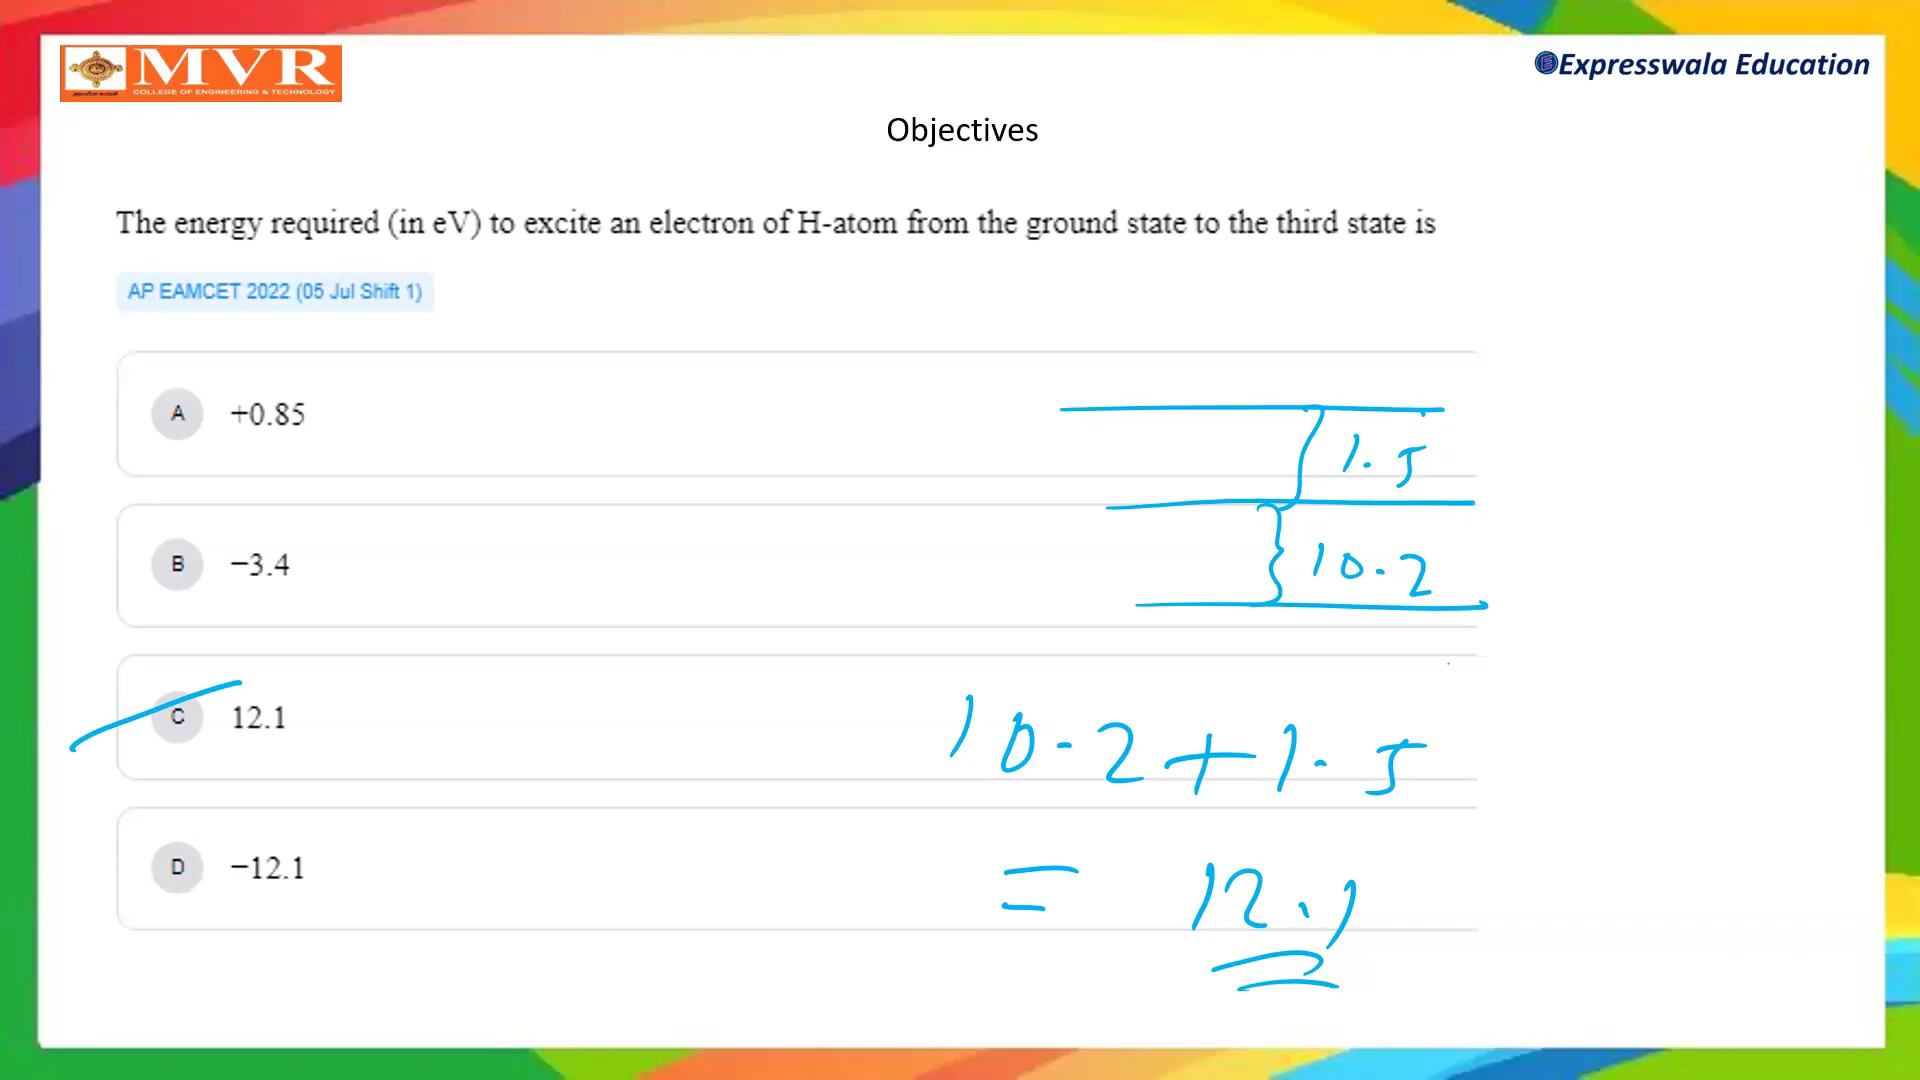 MVR
COLLEGE OF ENGINEERING & TECHNOLOGY
Expresswala Education
Objectives
The energy required (in eV) to excite an electron of H-atom from the ground state to the third state is
AP EAMCET 2022 (05 Jul Shift 1)
A +0.85
1.5
B −3.4
10.2
C 12.1
10.2 + 1.5
D −12.1
= 12.1